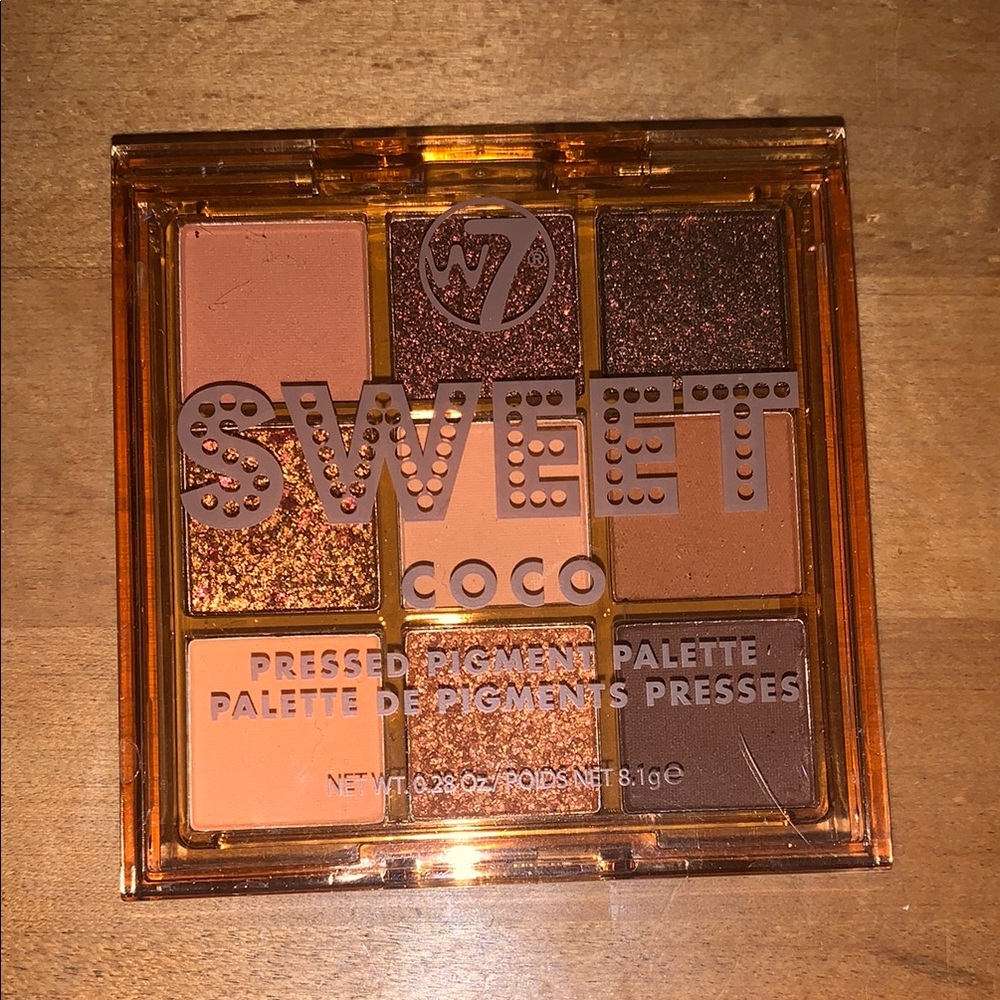 W7®
SWEET
COCO
PRESSED PIGMENT PALETTE
PALETTE DE PIGMENTS PRESSES
NET WT. 0.28 Oz/POIDS NET 8.1g℮